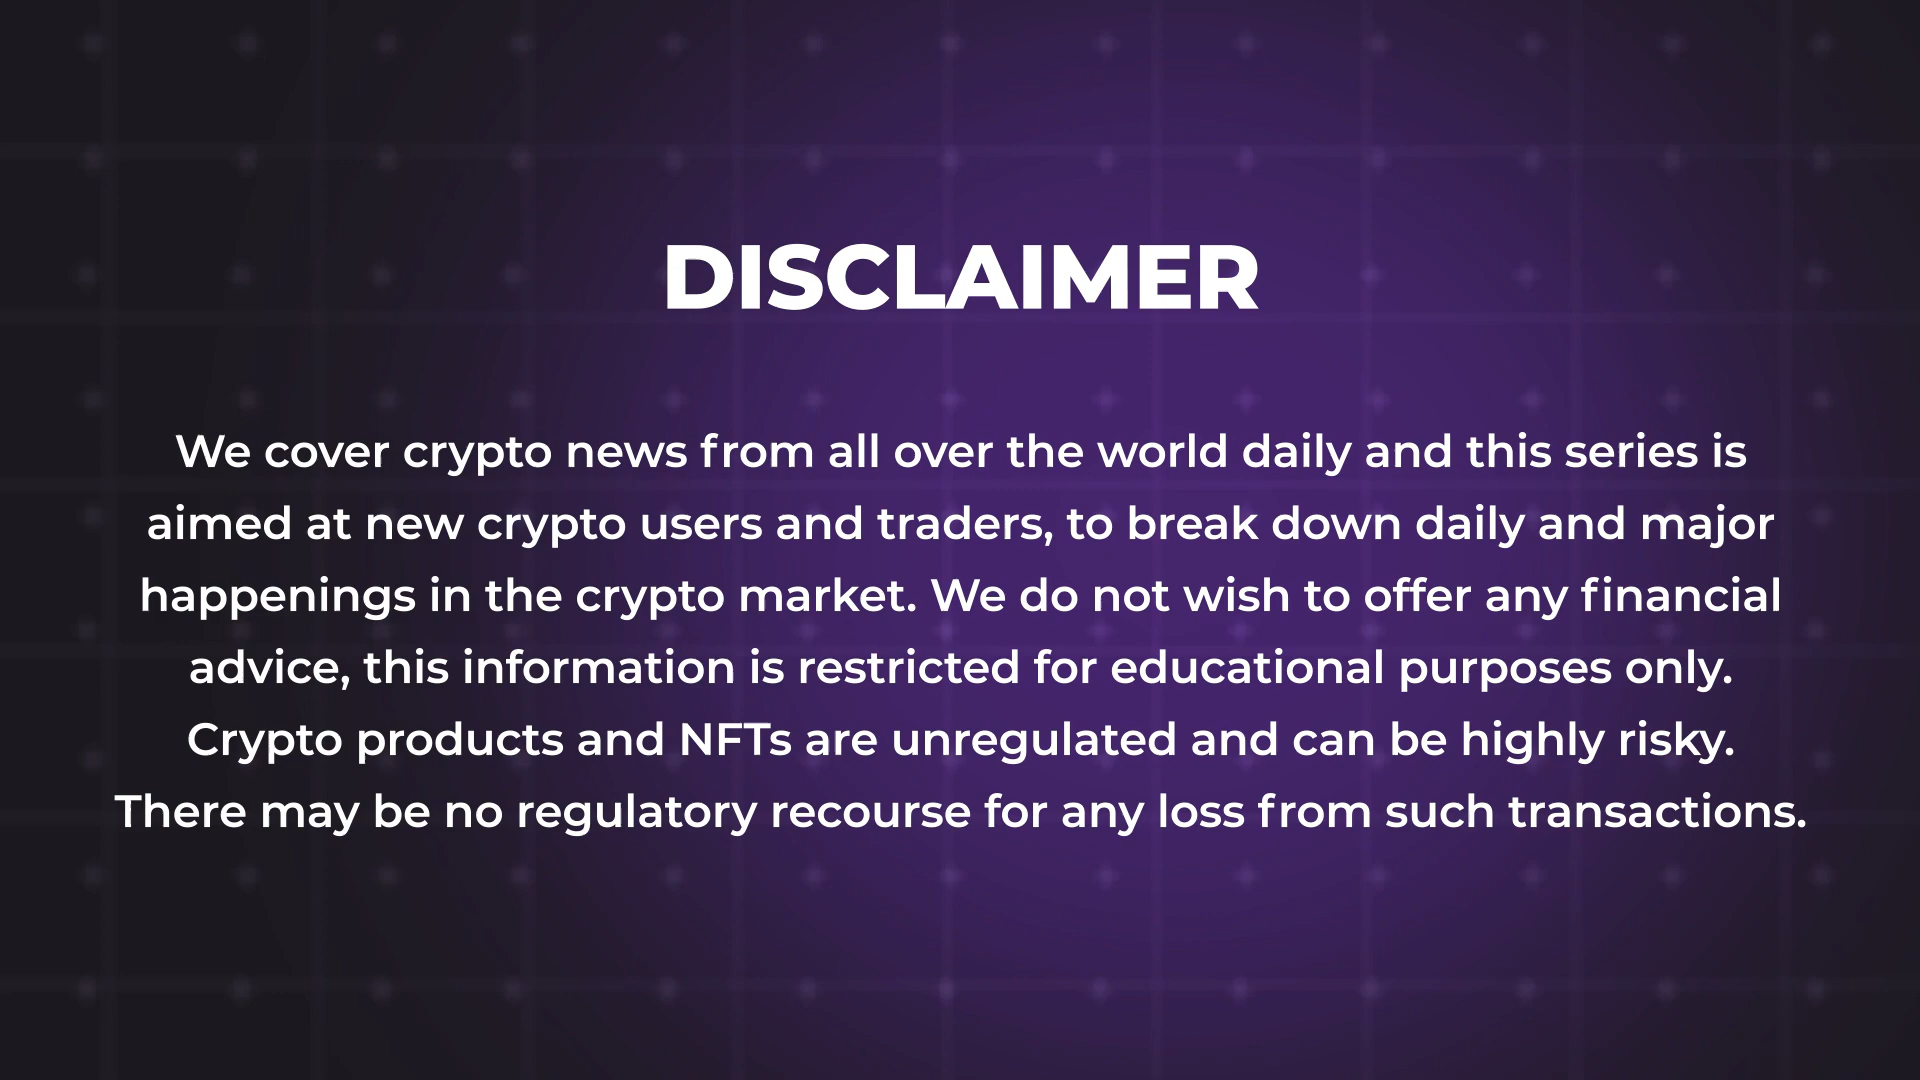 DISCLAIMER
We cover crypto news from all over the world daily and this series is
aimed at new crypto users and traders, to break down daily and major
happenings in the crypto market. We do not wish to offer any financial
advice, this information is restricted for educational purposes only.
Crypto products and NFTs are unregulated and can be highly risky.
There may be no regulatory recourse for any loss from such transactions.